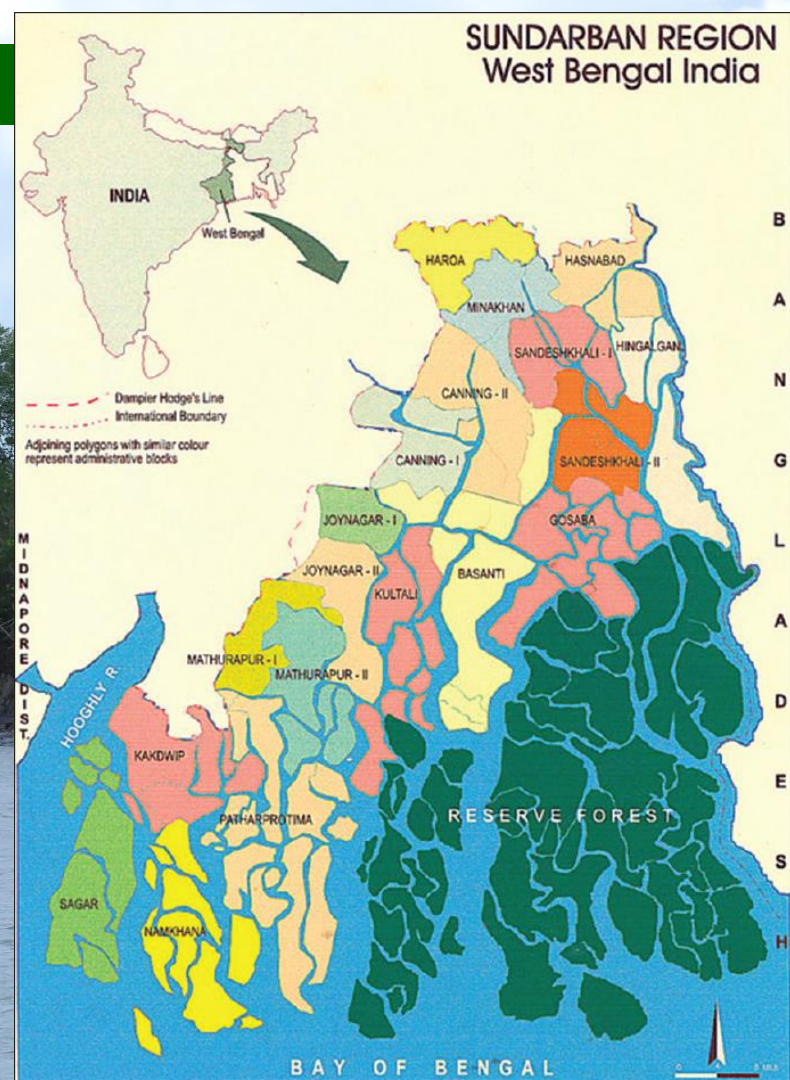 SUNDARBAN REGION
West Bengal India
INDIA
West Bengal
Dampier Hodge's Line
International Boundary
Adjoining polygons with similar colour
represent administrative blocks
HAROA
HASNABAD
MINAKHAN
SANDESHKHALI - I
HINGALGANJ
CANNING - II
CANNING - I
SANDESHKHALI - II
JOYNAGAR - I
GOSABA
JOYNAGAR - II
BASANTI
KULTALI
MATHURAPUR - I
MATHURAPUR - II
MIDNAPORE DIST.
HOOGHLY R.
KAKDWIP
PATHARPROTIMA
RESERVE FOREST
SAGAR
NAMKHANA
BANGLADESH
BAY OF BENGAL